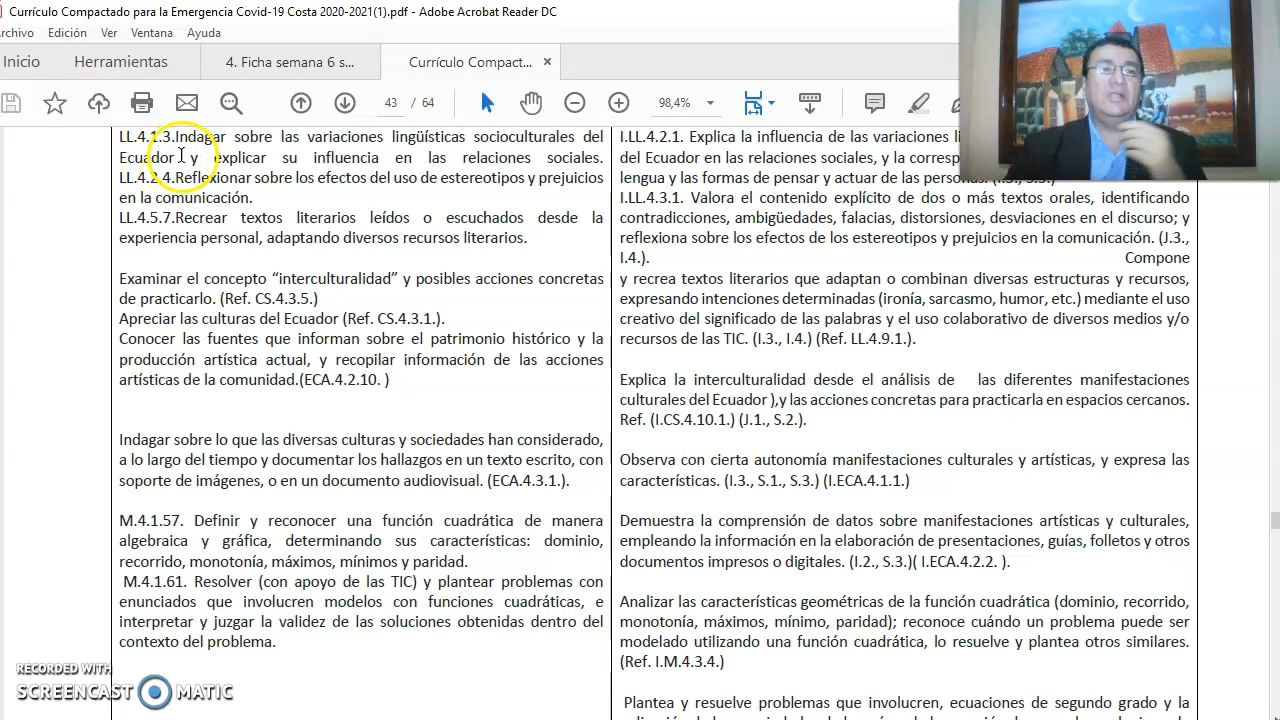 Currículo Compactado para la Emergencia Covid-19 Costa 2020-2021(1).pdf - Adobe Acrobat Reader DC
Archivo Edición Ver Ventana Ayuda
Inicio Herramientas 4. Ficha semana 6 s... Currículo Compact... ×
43 / 64 98,4%
LL.4.1.3.Indagar sobre las variaciones lingüísticas socioculturales del
Ecuador y explicar su influencia en las relaciones sociales.
LL.4.2.4.Reflexionar sobre los efectos del uso de estereotipos y prejuicios
en la comunicación.
LL.4.5.7.Recrear textos literarios leídos o escuchados desde la
experiencia personal, adaptando diversos recursos literarios.
Examinar el concepto “interculturalidad” y posibles acciones concretas
de practicarlo. (Ref. CS.4.3.5.)
Apreciar las culturas del Ecuador (Ref. CS.4.3.1.).
Conocer las fuentes que informan sobre el patrimonio histórico y la
producción artística actual, y recopilar información de las acciones
artísticas de la comunidad.(ECA.4.2.10. )
Indagar sobre lo que las diversas culturas y sociedades han considerado,
a lo largo del tiempo y documentar los hallazgos en un texto escrito, con
soporte de imágenes, o en un documento audiovisual. (ECA.4.3.1.).
M.4.1.57. Definir y reconocer una función cuadrática de manera
algebraica y gráfica, determinando sus características: dominio,
recorrido, monotonía, máximos, mínimos y paridad.
M.4.1.61. Resolver (con apoyo de las TIC) y plantear problemas con
enunciados que involucren modelos con funciones cuadráticas, e
interpretar y juzgar la validez de las soluciones obtenidas dentro del
contexto del problema.
I.LL.4.2.1. Explica la influencia de las variaciones
del Ecuador en las relaciones sociales, y la
lengua y las formas de pensar y actuar de las
I.LL.4.3.1. Valora el contenido explícito de dos o más textos orales, identificando
contradicciones, ambigüedades, falacias, distorsiones, desviaciones en el discurso; y
reflexiona sobre los efectos de los estereotipos y prejuicios en la comunicación. (J.3.,
I.4.). Compone
y recrea textos literarios que adaptan o combinan diversas estructuras y recursos,
expresando intenciones determinadas (ironía, sarcasmo, humor, etc.) mediante el uso
creativo del significado de las palabras y el uso colaborativo de diversos medios y/o
recursos de las TIC. (I.3., I.4.) (Ref. LL.4.9.1.).
Explica la interculturalidad desde el análisis de las diferentes manifestaciones
culturales del Ecuador ),y las acciones concretas para practicarla en espacios cercanos.
Ref. (I.CS.4.10.1.) (J.1., S.2.).
Observa con cierta autonomía manifestaciones culturales y artísticas, y expresa las
características. (I.3., S.1., S.3.) (I.ECA.4.1.1.)
Demuestra la comprensión de datos sobre manifestaciones artísticas y culturales,
empleando la información en la elaboración de presentaciones, guías, folletos y otros
documentos impresos o digitales. (I.2., S.3.)( I.ECA.4.2.2. ).
Analizar las características geométricas de la función cuadrática (dominio, recorrido,
monotonía, máximos, mínimo, paridad); reconoce cuándo un problema puede ser
modelado utilizando una función cuadrática, lo resuelve y plantea otros similares.
(Ref. I.M.4.3.4.)
Plantea y resuelve problemas que involucren, ecuaciones de segundo grado y la
RECORDED WITH
SCREENCAST MATIC